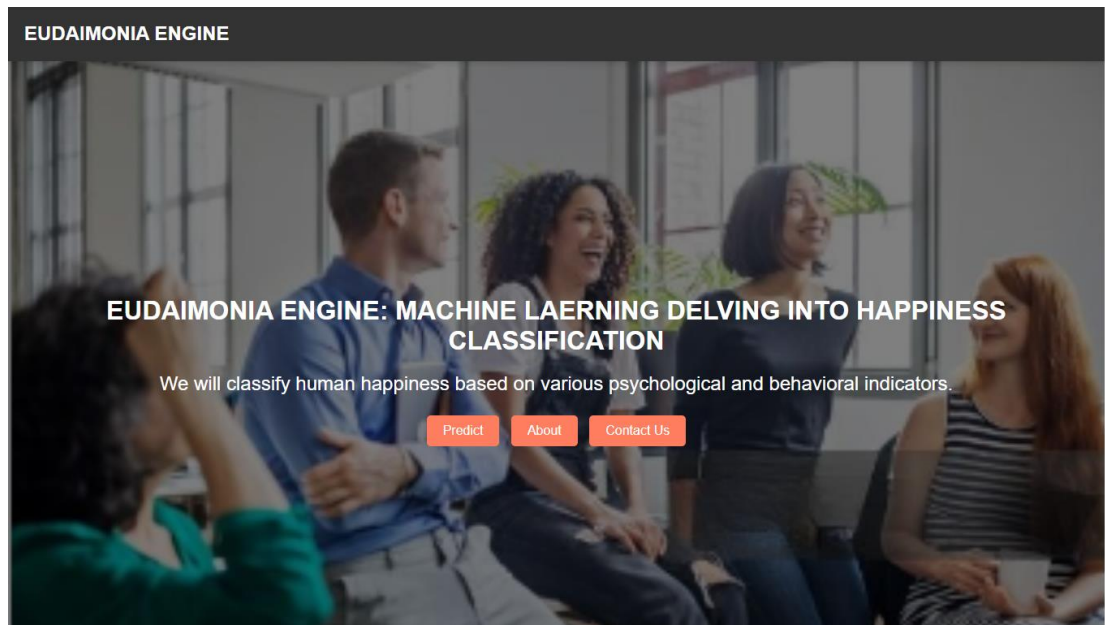 EUDAIMONIA ENGINE
EUDAIMONIA ENGINE: MACHINE LAERNING DELVING INTO HAPPINESS
CLASSIFICATION
We will classify human happiness based on various psychological and behavioral indicators.
Predict About Contact Us